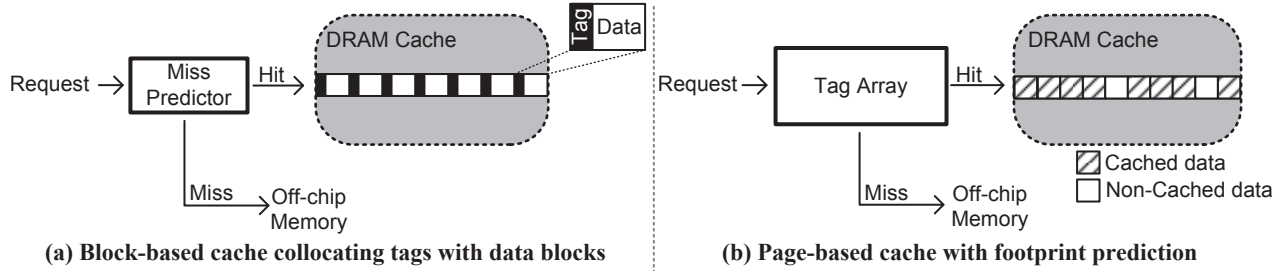 DRAM Cache
Tag
Data
Request
Miss
Predictor
Hit
Miss
Off-chip
Memory
(a) Block-based cache collocating tags with data blocks
DRAM Cache
Request
Tag Array
Hit
Cached data
Non-Cached data
Miss
Off-chip
Memory
(b) Page-based cache with footprint prediction